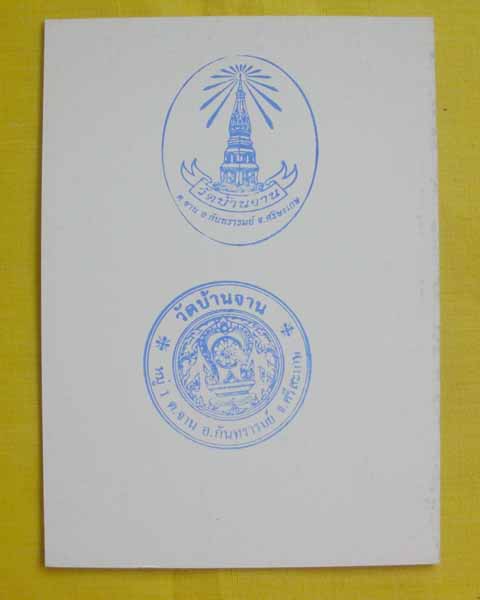 วัดบ้านจาน
ต.จาน อ.กันทรารมย์ จ.ศรีษะเกษ
วัดบ้านจาน
หมู่ 1 ต.จาน อ.กันทรารมย์ จ.ศรีสะเกษ